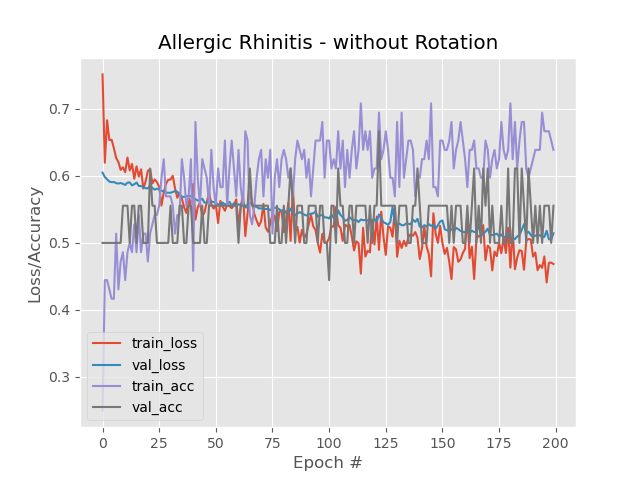 Allergic Rhinitis - without Rotation
Loss/Accuracy
0.7
0.6
0.5
0.4
0.3
train_loss
val_loss
train_acc
val_acc
0 25 50 75 100 125 150 175 200
Epoch #